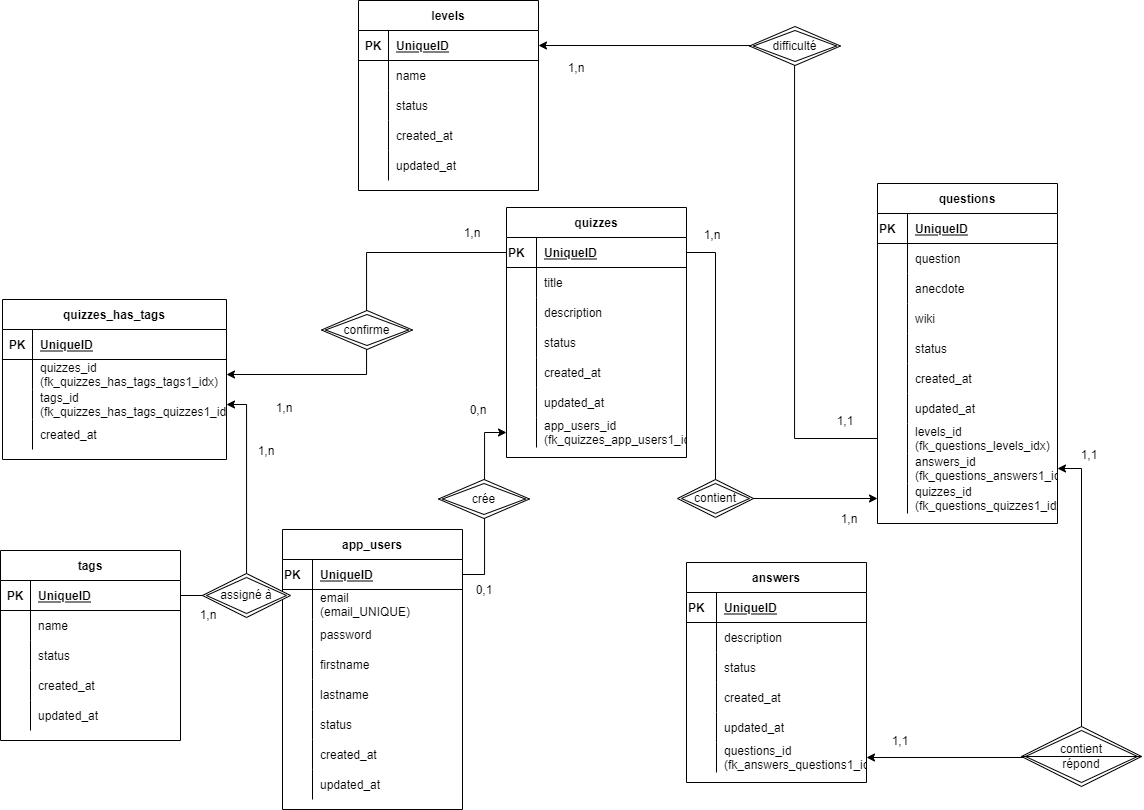 levels
PK
UniqueID
name
status
created_at
updated_at
1,n
difficulté
1,1
questions
PK
UniqueID
question
anecdote
wiki
status
created_at
updated_at
levels_id
(fk_questions_levels_idx)
answers_id
(fk_questions_answers1_id
quizzes_id
(fk_questions_quizzes1_id
1,n
quizzes
1,n
PK
UniqueID
title
description
status
created_at
updated_at
app_users_id
(fk_quizzes_app_users1_id
confirme
quizzes_has_tags
PK
UniqueID
quizzes_id
(fk_quizzes_has_tags_tags1_idx)
tags_id
(fk_quizzes_has_tags_quizzes1_id
created_at
1,n
1,n
0,n
crée
0,1
contient
1,n
1,1
tags
PK
UniqueID
name
status
created_at
updated_at
assigné à
1,n
app_users
PK
UniqueID
email
(email_UNIQUE)
password
firstname
lastname
status
created_at
updated_at
answers
PK
UniqueID
description
status
created_at
updated_at
questions_id
(fk_answers_questions1_id
1,1
contient
répond